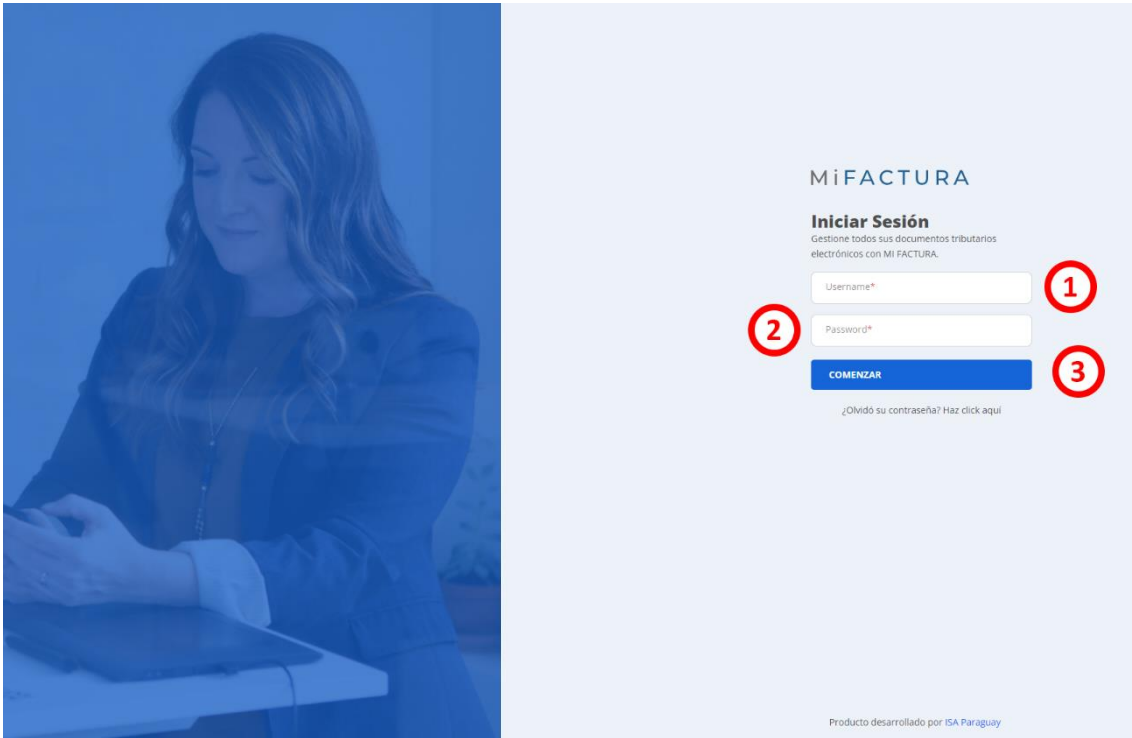 MiFACTURA
Iniciar Sesión
Gestione todos sus documentos tributarios
electrónicos con MI FACTURA.
Username*
1
2
Password*
COMENZAR
3
¿Olvidó su contraseña? Haz click aquí
Producto desarrollado por ISA Paraguay